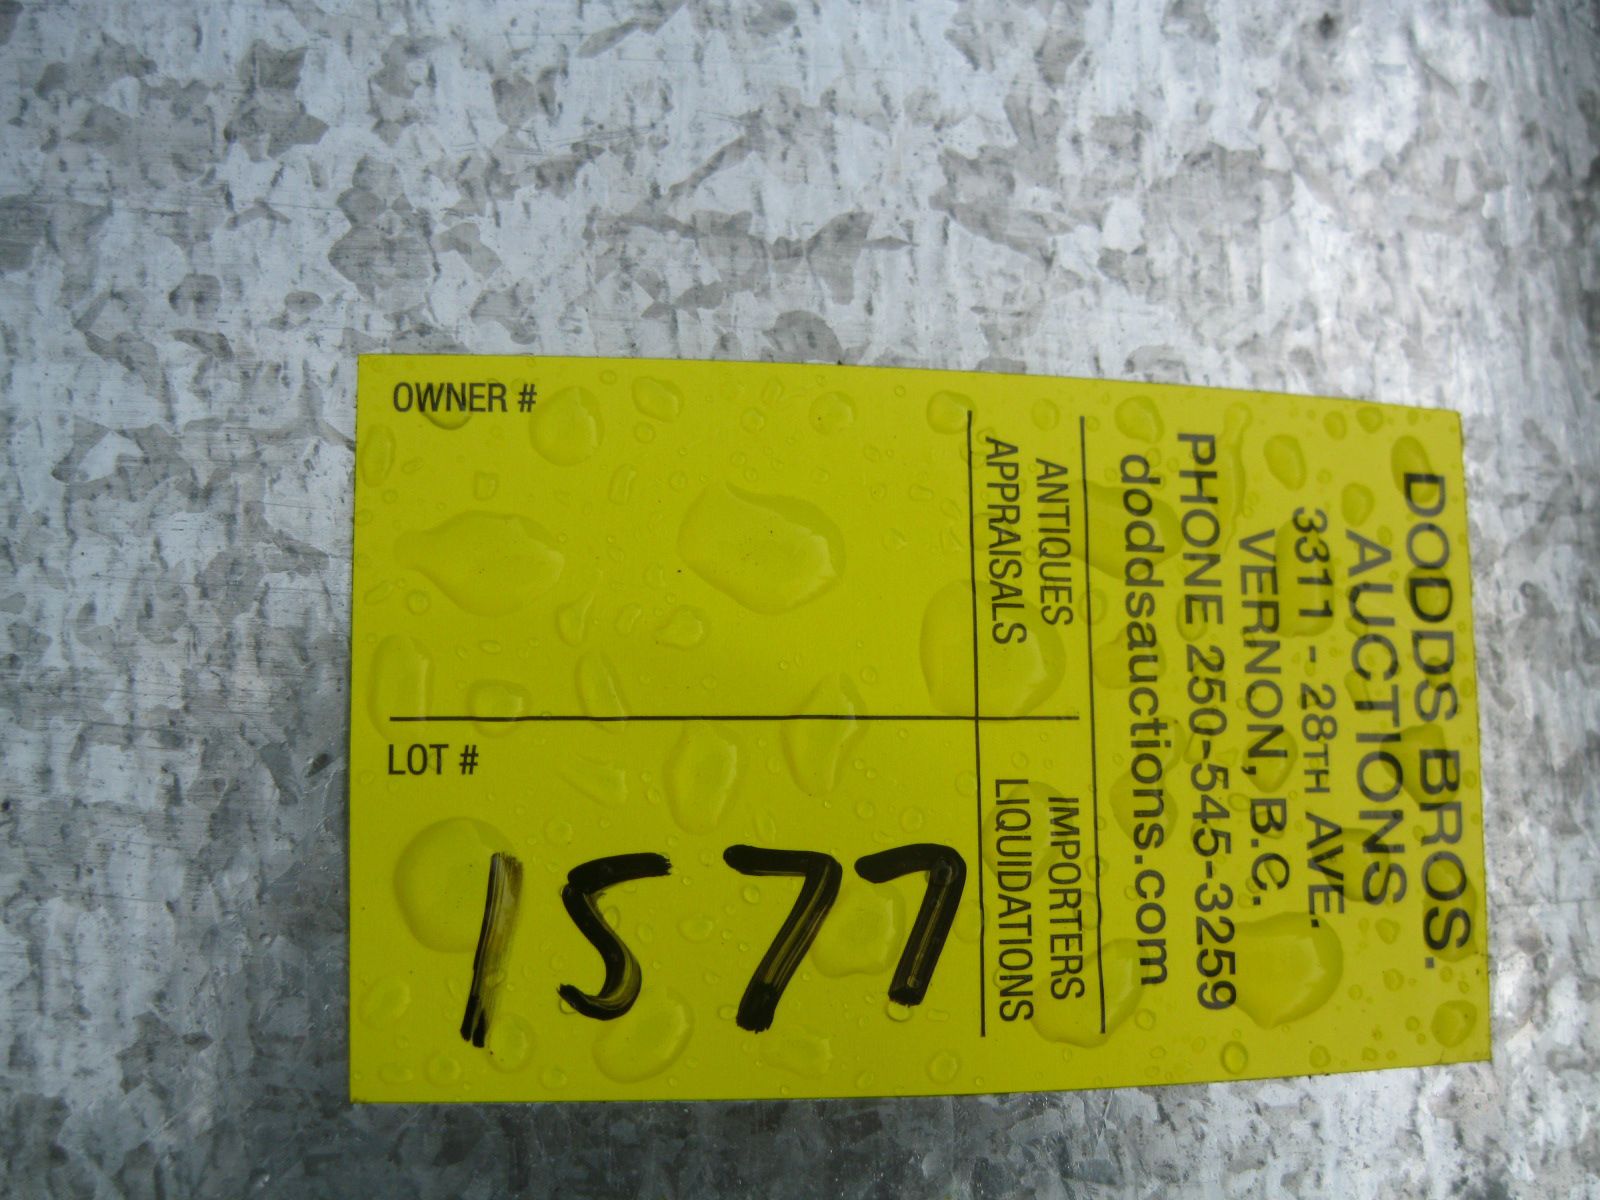 DODDS BROS.
AUCTIONS
3311 - 28TH AVE.
VERNON, B.C.
PHONE 250-545-3259
doddsauctions.com
ANTIQUES
APPRAISALS
IMPORTERS
LIQUIDATIONS
OWNER #
LOT #
1577